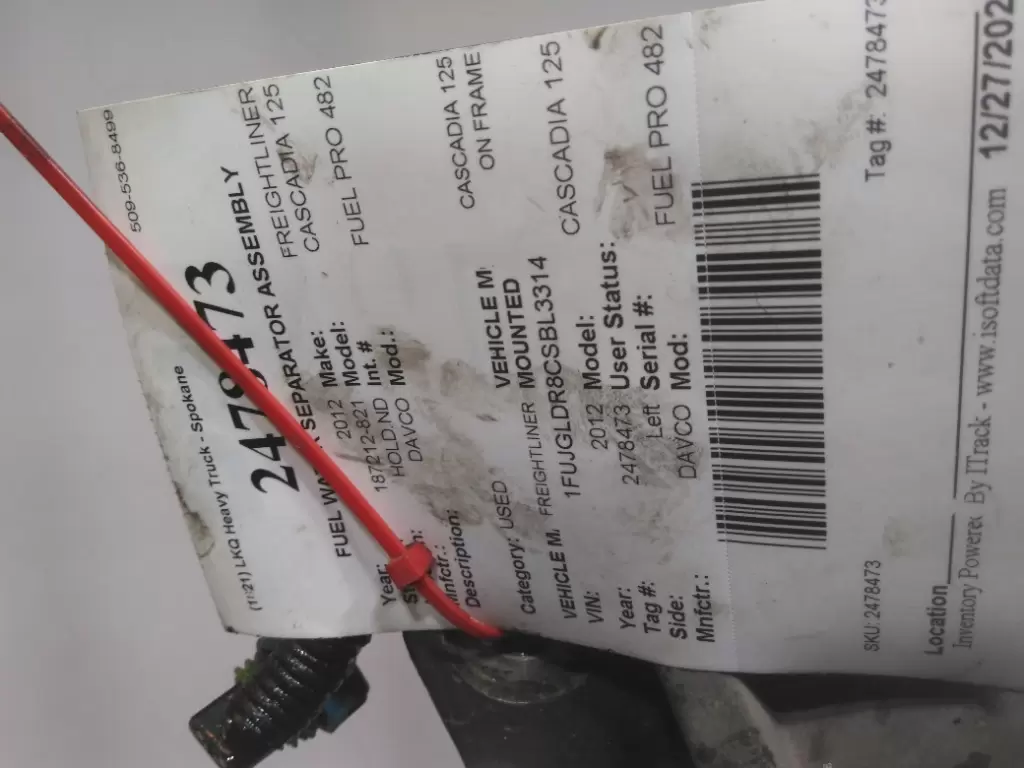 (T:21) LKQ Heavy Truck - Spokane 509-536-8499
2478473
FUEL WA R SEPARATOR ASSEMBLY
Year: 2012 Make: FREIGHTLINER
187212-821 Model: CASCADIA 125
HOLD.ND Int. # FUEL PRO 482
Mnfctr.: DAVCO Mod.:
Description: CASCADIA 125
ON FRAME
Category: USED VEHICLE M MOUNTED
VEHICLE M. FREIGHTLINER CASCADIA 125
VIN: 1FUJGLDR8CSBL3314
Year: 2012 Model:
Tag #: 2478473 User Status:
Side: Left Serial #: FUEL PRO 482
Mnfctr.: DAVCO Mod:
SKU: 2478473 Tag #: 2478473
Location 12/27/202
Inventory Powered By ITrack - www.isoftdata.com